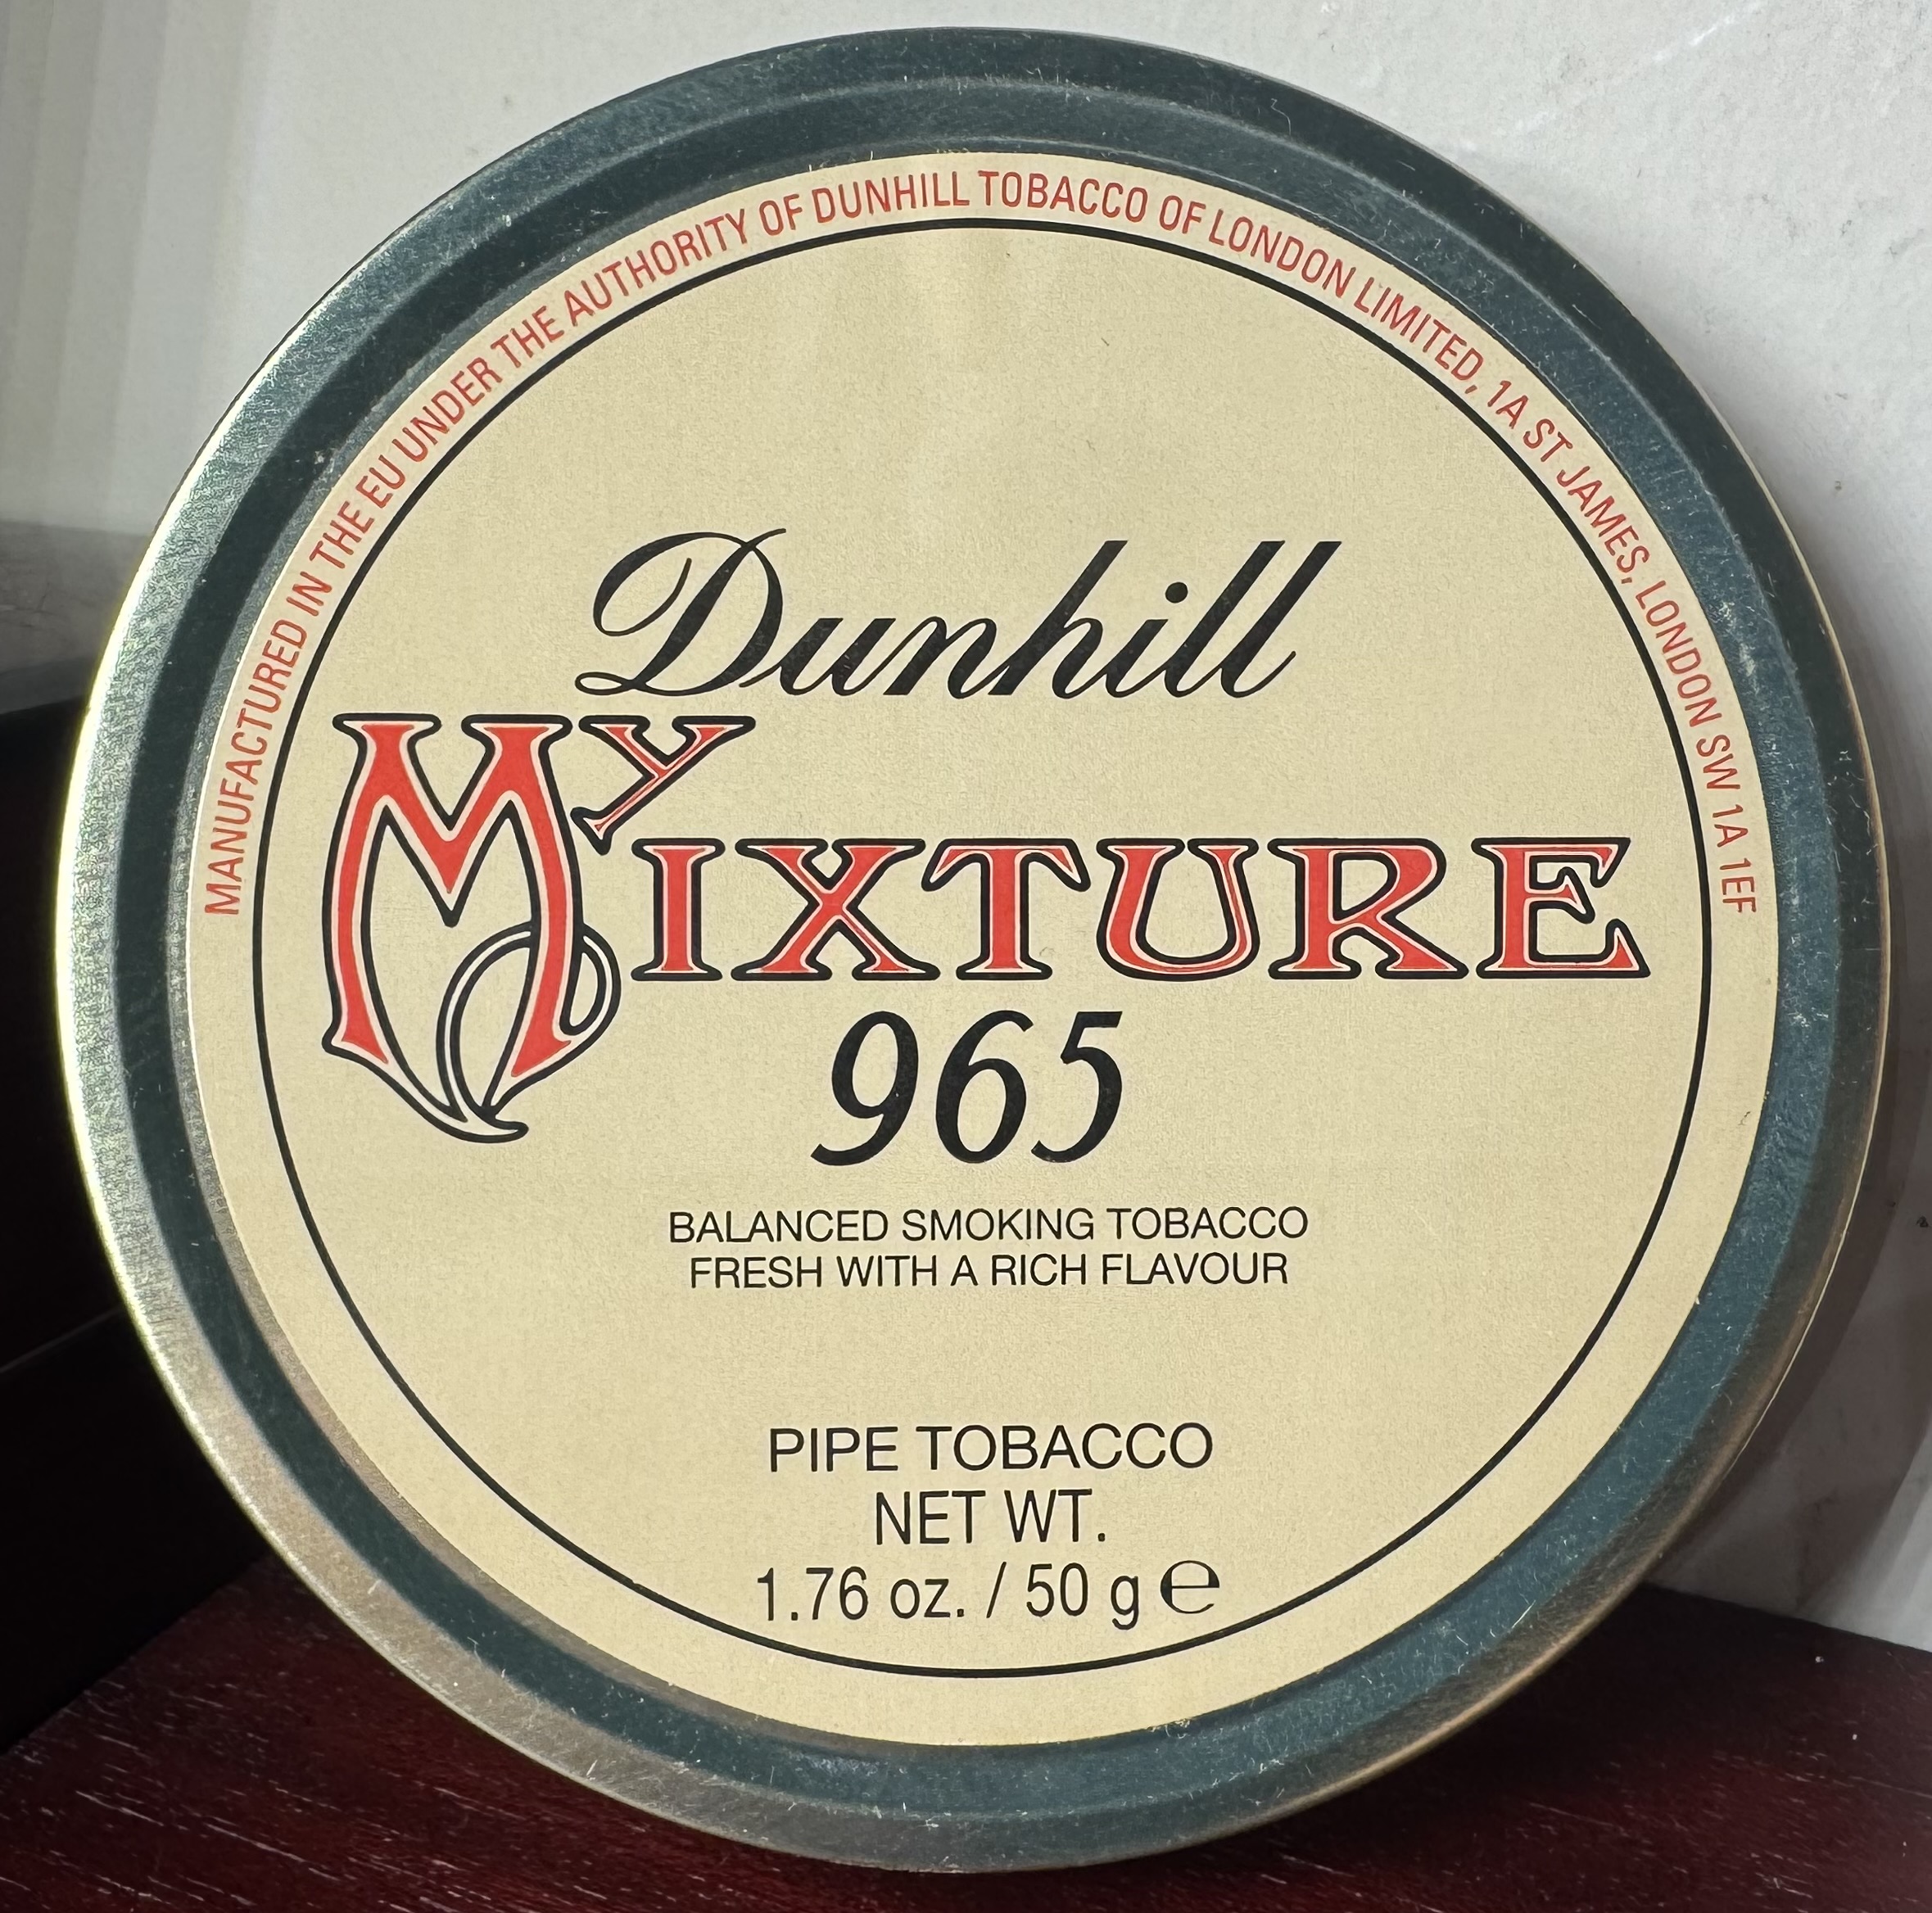 MANUFACTURED IN THE EU UNDER THE AUTHORITY OF DUNHILL TOBACCO OF LONDON LIMITED, 1A ST JAMES, LONDON SW 1A 1EF
Dunhill
MY MIXTURE
965
BALANCED SMOKING TOBACCO
FRESH WITH A RICH FLAVOUR
PIPE TOBACCO
NET WT.
1.76 oz. / 50 g ℮